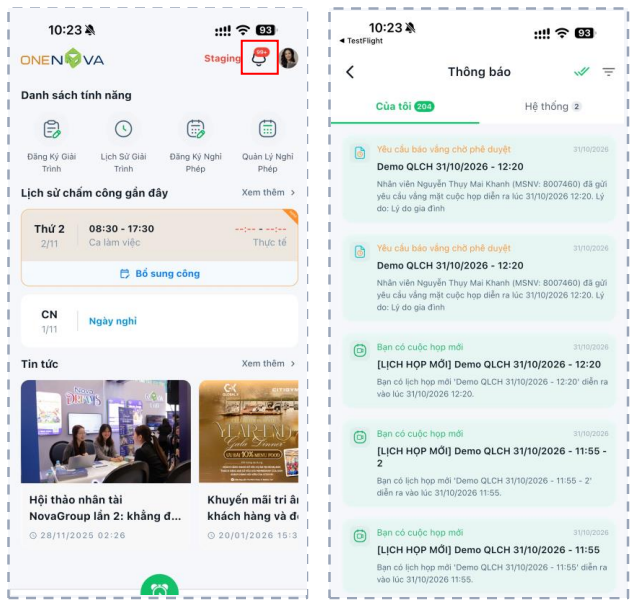 10:23
93
ONENOVA
Staging
99+
Danh sách tính năng
Đăng Ký Giải Trình
Lịch Sử Giải Trình
Đăng Ký Nghỉ Phép
Quản Lý Nghỉ Phép
Lịch sử chấm công gần đây
Xem thêm >
Thứ 2
08:30 - 17:30
--:-- - --:--
2/11
Ca làm việc
Thực tế
Bổ sung công
CN
1/11
Ngày nghỉ
Tin tức
Xem thêm >
YEAR-END
Gala Dinner
ƯU ĐÃI 10% MENU FOOD
Hội thảo nhân tài
NovaGroup lần 2: khẳng đ...
28/11/2025 02:26
Khuyến mãi tri â
khách hàng và đ
20/01/2026 15:3
10:23
93
◄ TestFlight
Thông báo
Của tôi 204
Hệ thống 2
Yêu cầu báo vắng chờ phê duyệt
31/10/2026
Demo QLCH 31/10/2026 - 12:20
Nhân viên Nguyễn Thụy Mai Khanh (MSNV: 8007460) đã gửi
yêu cầu vắng mặt cuộc họp diễn ra lúc 31/10/2026 12:20. Lý
do: Lý do gia đình
Yêu cầu báo vắng chờ phê duyệt
31/10/2026
Demo QLCH 31/10/2026 - 12:20
Nhân viên Nguyễn Thụy Mai Khanh (MSNV: 8007460) đã gửi
yêu cầu vắng mặt cuộc họp diễn ra lúc 31/10/2026 12:20. Lý
do: Lý do gia đình
Bạn có cuộc họp mới
31/10/2026
[LỊCH HỌP MỚI] Demo QLCH 31/10/2026 - 12:20
Bạn có lịch họp mới 'Demo QLCH 31/10/2026 - 12:20' diễn ra
vào lúc 31/10/2026 12:20.
Bạn có cuộc họp mới
31/10/2026
[LỊCH HỌP MỚI] Demo QLCH 31/10/2026 - 11:55 -
2
Bạn có lịch họp mới 'Demo QLCH 31/10/2026 - 11:55 - 2'
diễn ra vào lúc 31/10/2026 11:55.
Bạn có cuộc họp mới
31/10/2026
[LỊCH HỌP MỚI] Demo QLCH 31/10/2026 - 11:55
Bạn có lịch họp mới 'Demo QLCH 31/10/2026 - 11:55' diễn ra
vào lúc 31/10/2026 11:55.